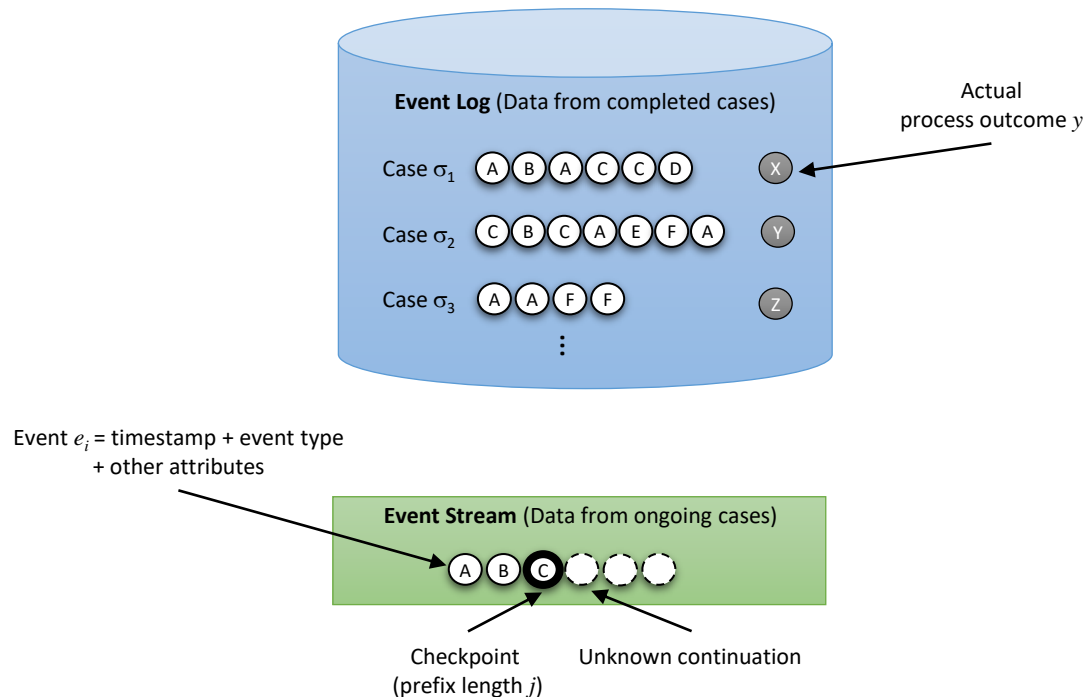 Event Log (Data from completed cases)
Actual
process outcome y
Case σ1 A B A C C D X
Case σ2 C B C A E F A Y
Case σ3 A A F F Z
⋮
Event ei = timestamp + event type
+ other attributes
Event Stream (Data from ongoing cases)
A B C
Checkpoint
(prefix length j)
Unknown continuation